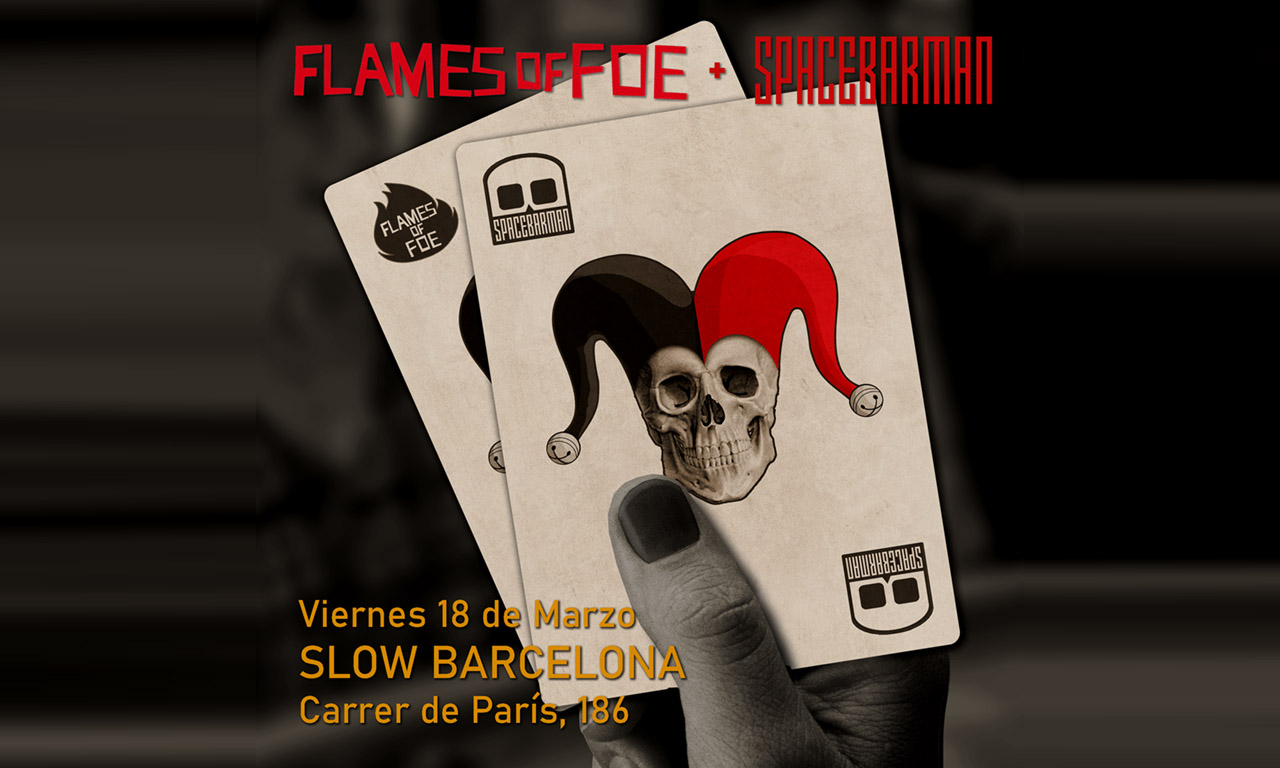 FLAMES OF FOE + SPACEBARMAN
FLAMES
OF
FOE
SPACEBARMAN
SPACEBARMAN
Viernes 18 de Marzo
SLOW BARCELONA
Carrer de París, 186